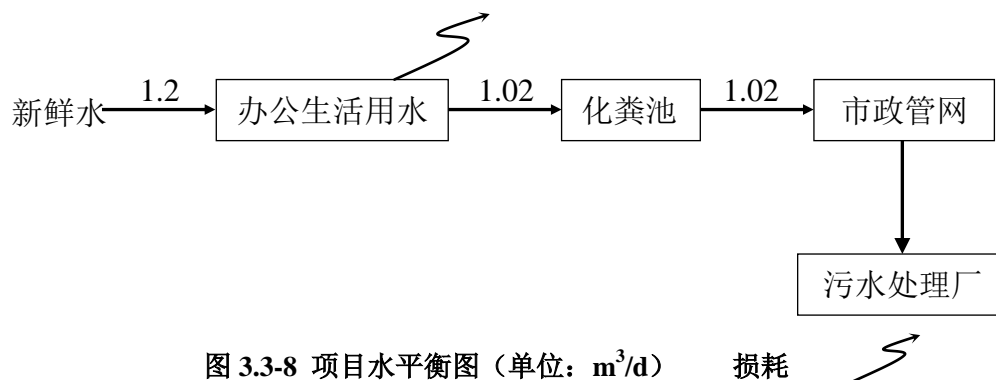 新鲜水 1.2 办公生活用水 1.02 化粪池 1.02 市政管网
污水处理厂
图 3.3-8 项目水平衡图（单位：m³/d） 损耗